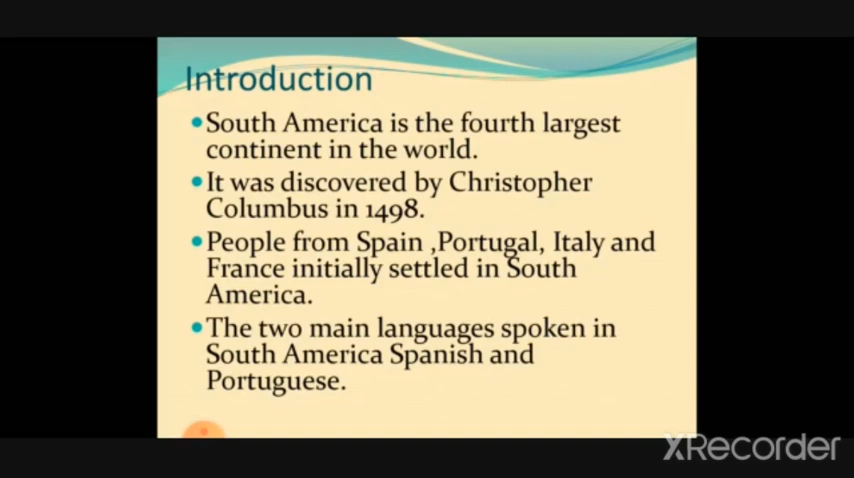 Introduction
•South America is the fourth largest
continent in the world.
•It was discovered by Christopher
Columbus in 1498.
•People from Spain ,Portugal, Italy and
France initially settled in South
America.
•The two main languages spoken in
South America Spanish and
Portuguese.
XRecorder